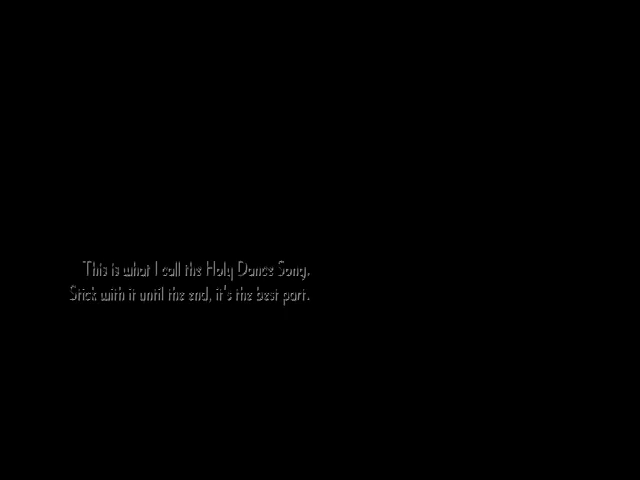 This is what I call the Holy Dance Song.
Stick with it until the end, it's the best part.